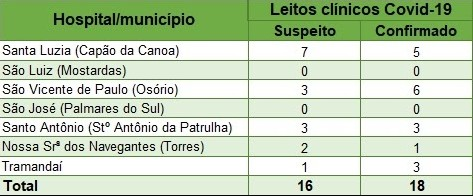 Hospital/município Leitos clínicos Covid-19
Suspeito Confirmado
Santa Luzia (Capão da Canoa) 7 5
São Luiz (Mostardas) 0 0
São Vicente de Paulo (Osório) 3 6
São José (Palmares do Sul) 0 0
Santo Antônio (Stº Antônio da Patrulha) 3 3
Nossa Srª dos Navegantes (Torres) 2 1
Tramandaí 1 3
Total 16 18